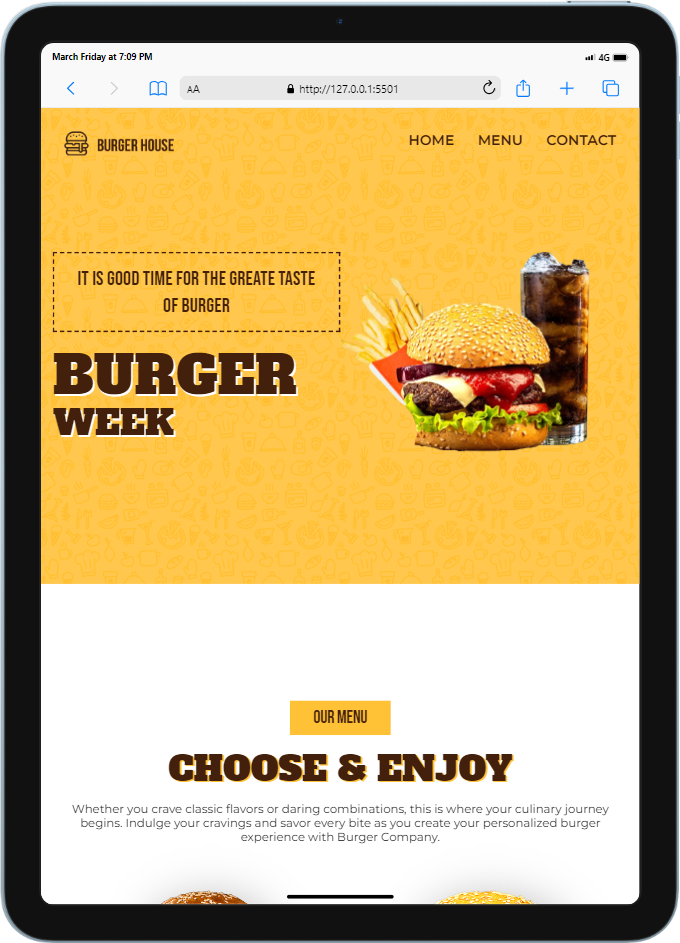 March Friday at 7:09 PM
4G
AA
http://127.0.0.1:5501
BURGER HOUSE
HOME MENU CONTACT
IT IS GOOD TIME FOR THE GREATE TASTE
OF BURGER
BURGER
WEEK
OUR MENU
CHOOSE & ENJOY
Whether you crave classic flavors or daring combinations, this is where your culinary journey
begins. Indulge your cravings and savor every bite as you create your personalized burger
experience with Burger Company.